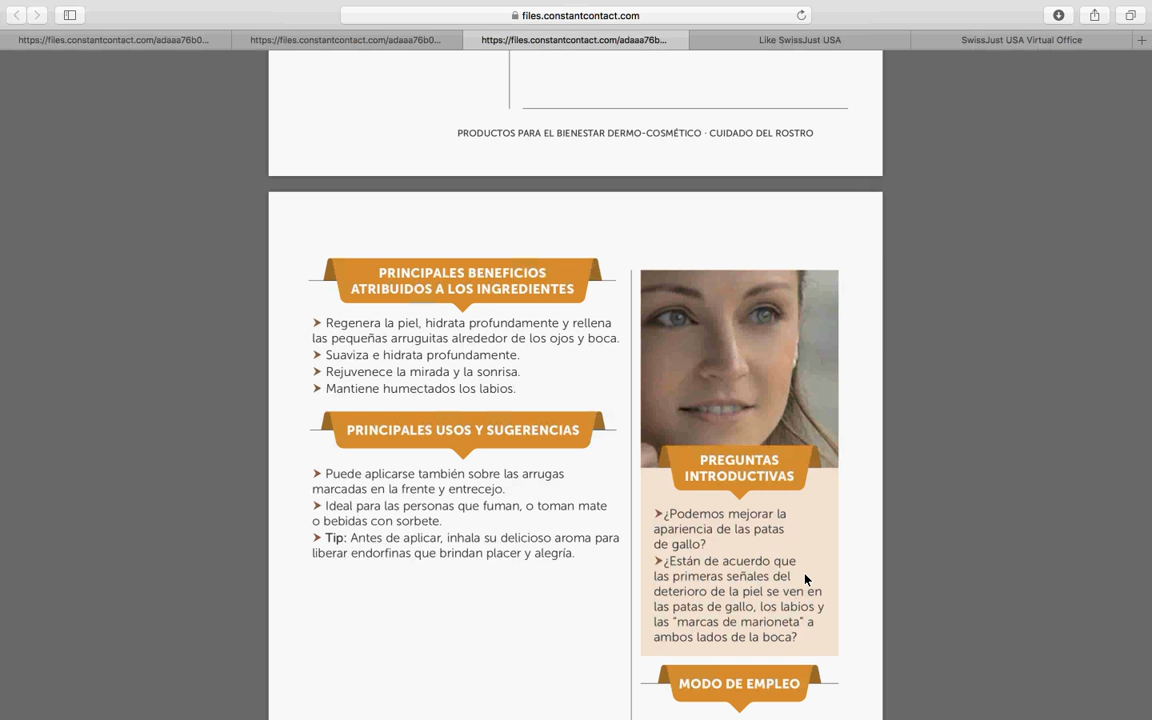 files.constantcontact.com
https://files.constantcontact.com/adaaa76b0...
https://files.constantcontact.com/adaaa76b0...
https://files.constantcontact.com/adaaa76b...
Like SwissJust USA
SwissJust USA Virtual Office
PRODUCTOS PARA EL BIENESTAR DERMO-COSMÉTICO · CUIDADO DEL ROSTRO
PRINCIPALES BENEFICIOS
ATRIBUIDOS A LOS INGREDIENTES
➤ Regenera la piel, hidrata profundamente y rellena
las pequeñas arruguitas alrededor de los ojos y boca.
➤ Suaviza e hidrata profundamente.
➤ Rejuvenece la mirada y la sonrisa.
➤ Mantiene humectados los labios.
PRINCIPALES USOS Y SUGERENCIAS
➤ Puede aplicarse también sobre las arrugas
marcadas en la frente y entrecejo.
➤ Ideal para las personas que fuman, o toman mate
o bebidas con sorbete.
➤ Tip: Antes de aplicar, inhala su delicioso aroma para
liberar endorfinas que brindan placer y alegría.
PREGUNTAS
INTRODUCTIVAS
➤¿Podemos mejorar la
apariencia de las patas
de gallo?
➤¿Están de acuerdo que
las primeras señales del
deterioro de la piel se ven en
las patas de gallo, los labios y
las "marcas de marioneta" a
ambos lados de la boca?
MODO DE EMPLEO